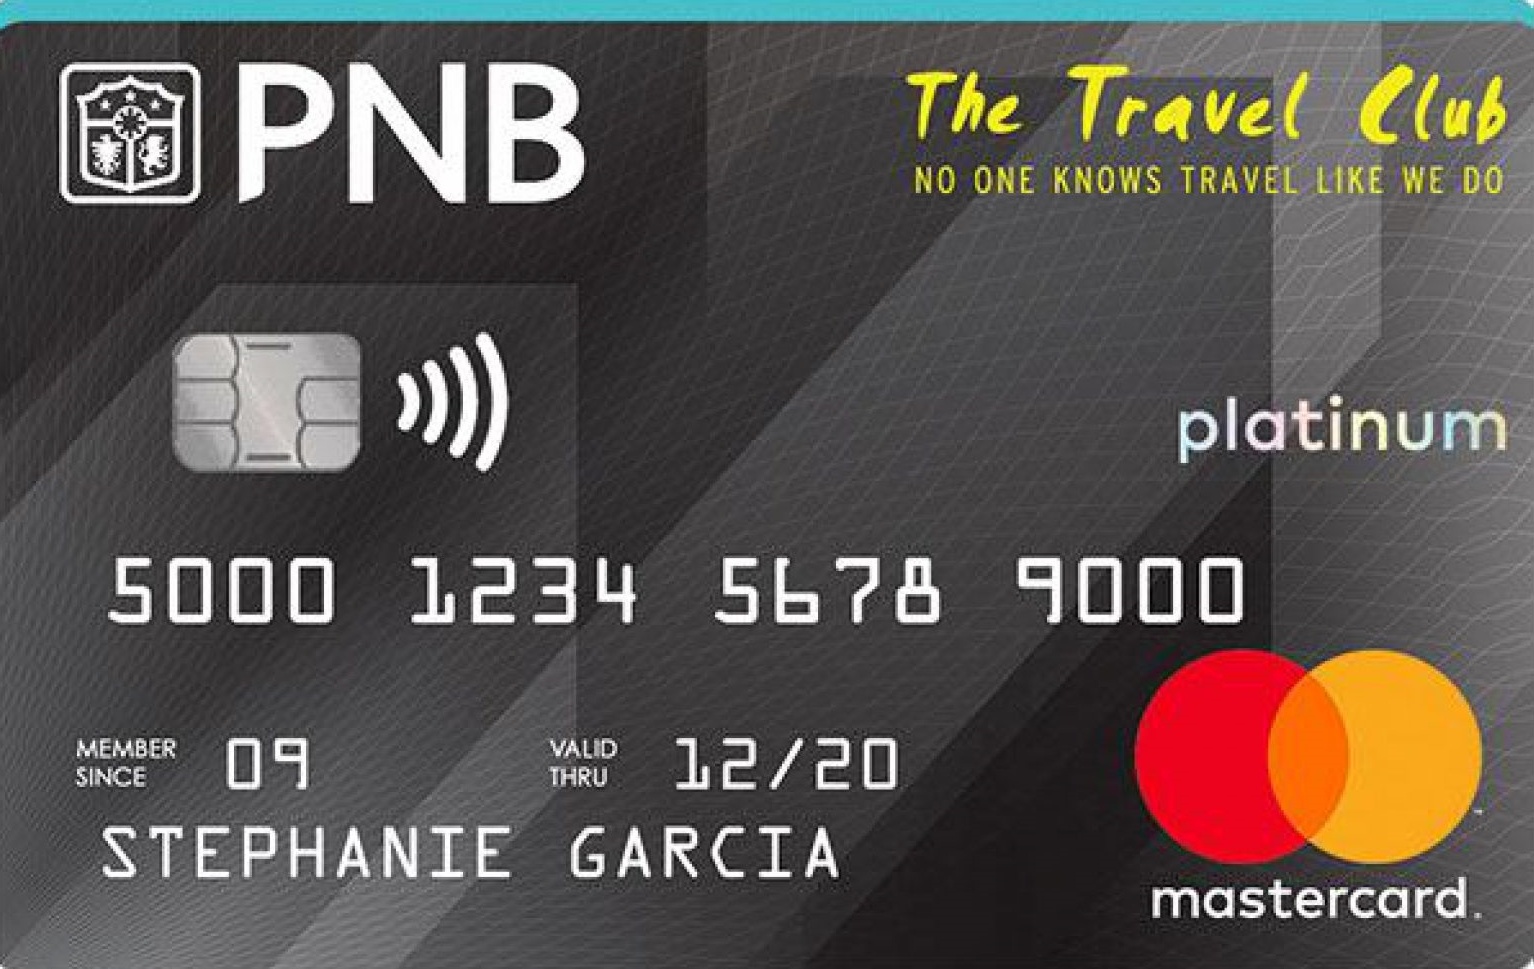 PNB
The Travel Club
NO ONE KNOWS TRAVEL LIKE WE DO
platinum
5000 1234 5678 9000
MEMBER SINCE 09
VALID THRU 12/20
STEPHANIE GARCIA
mastercard.